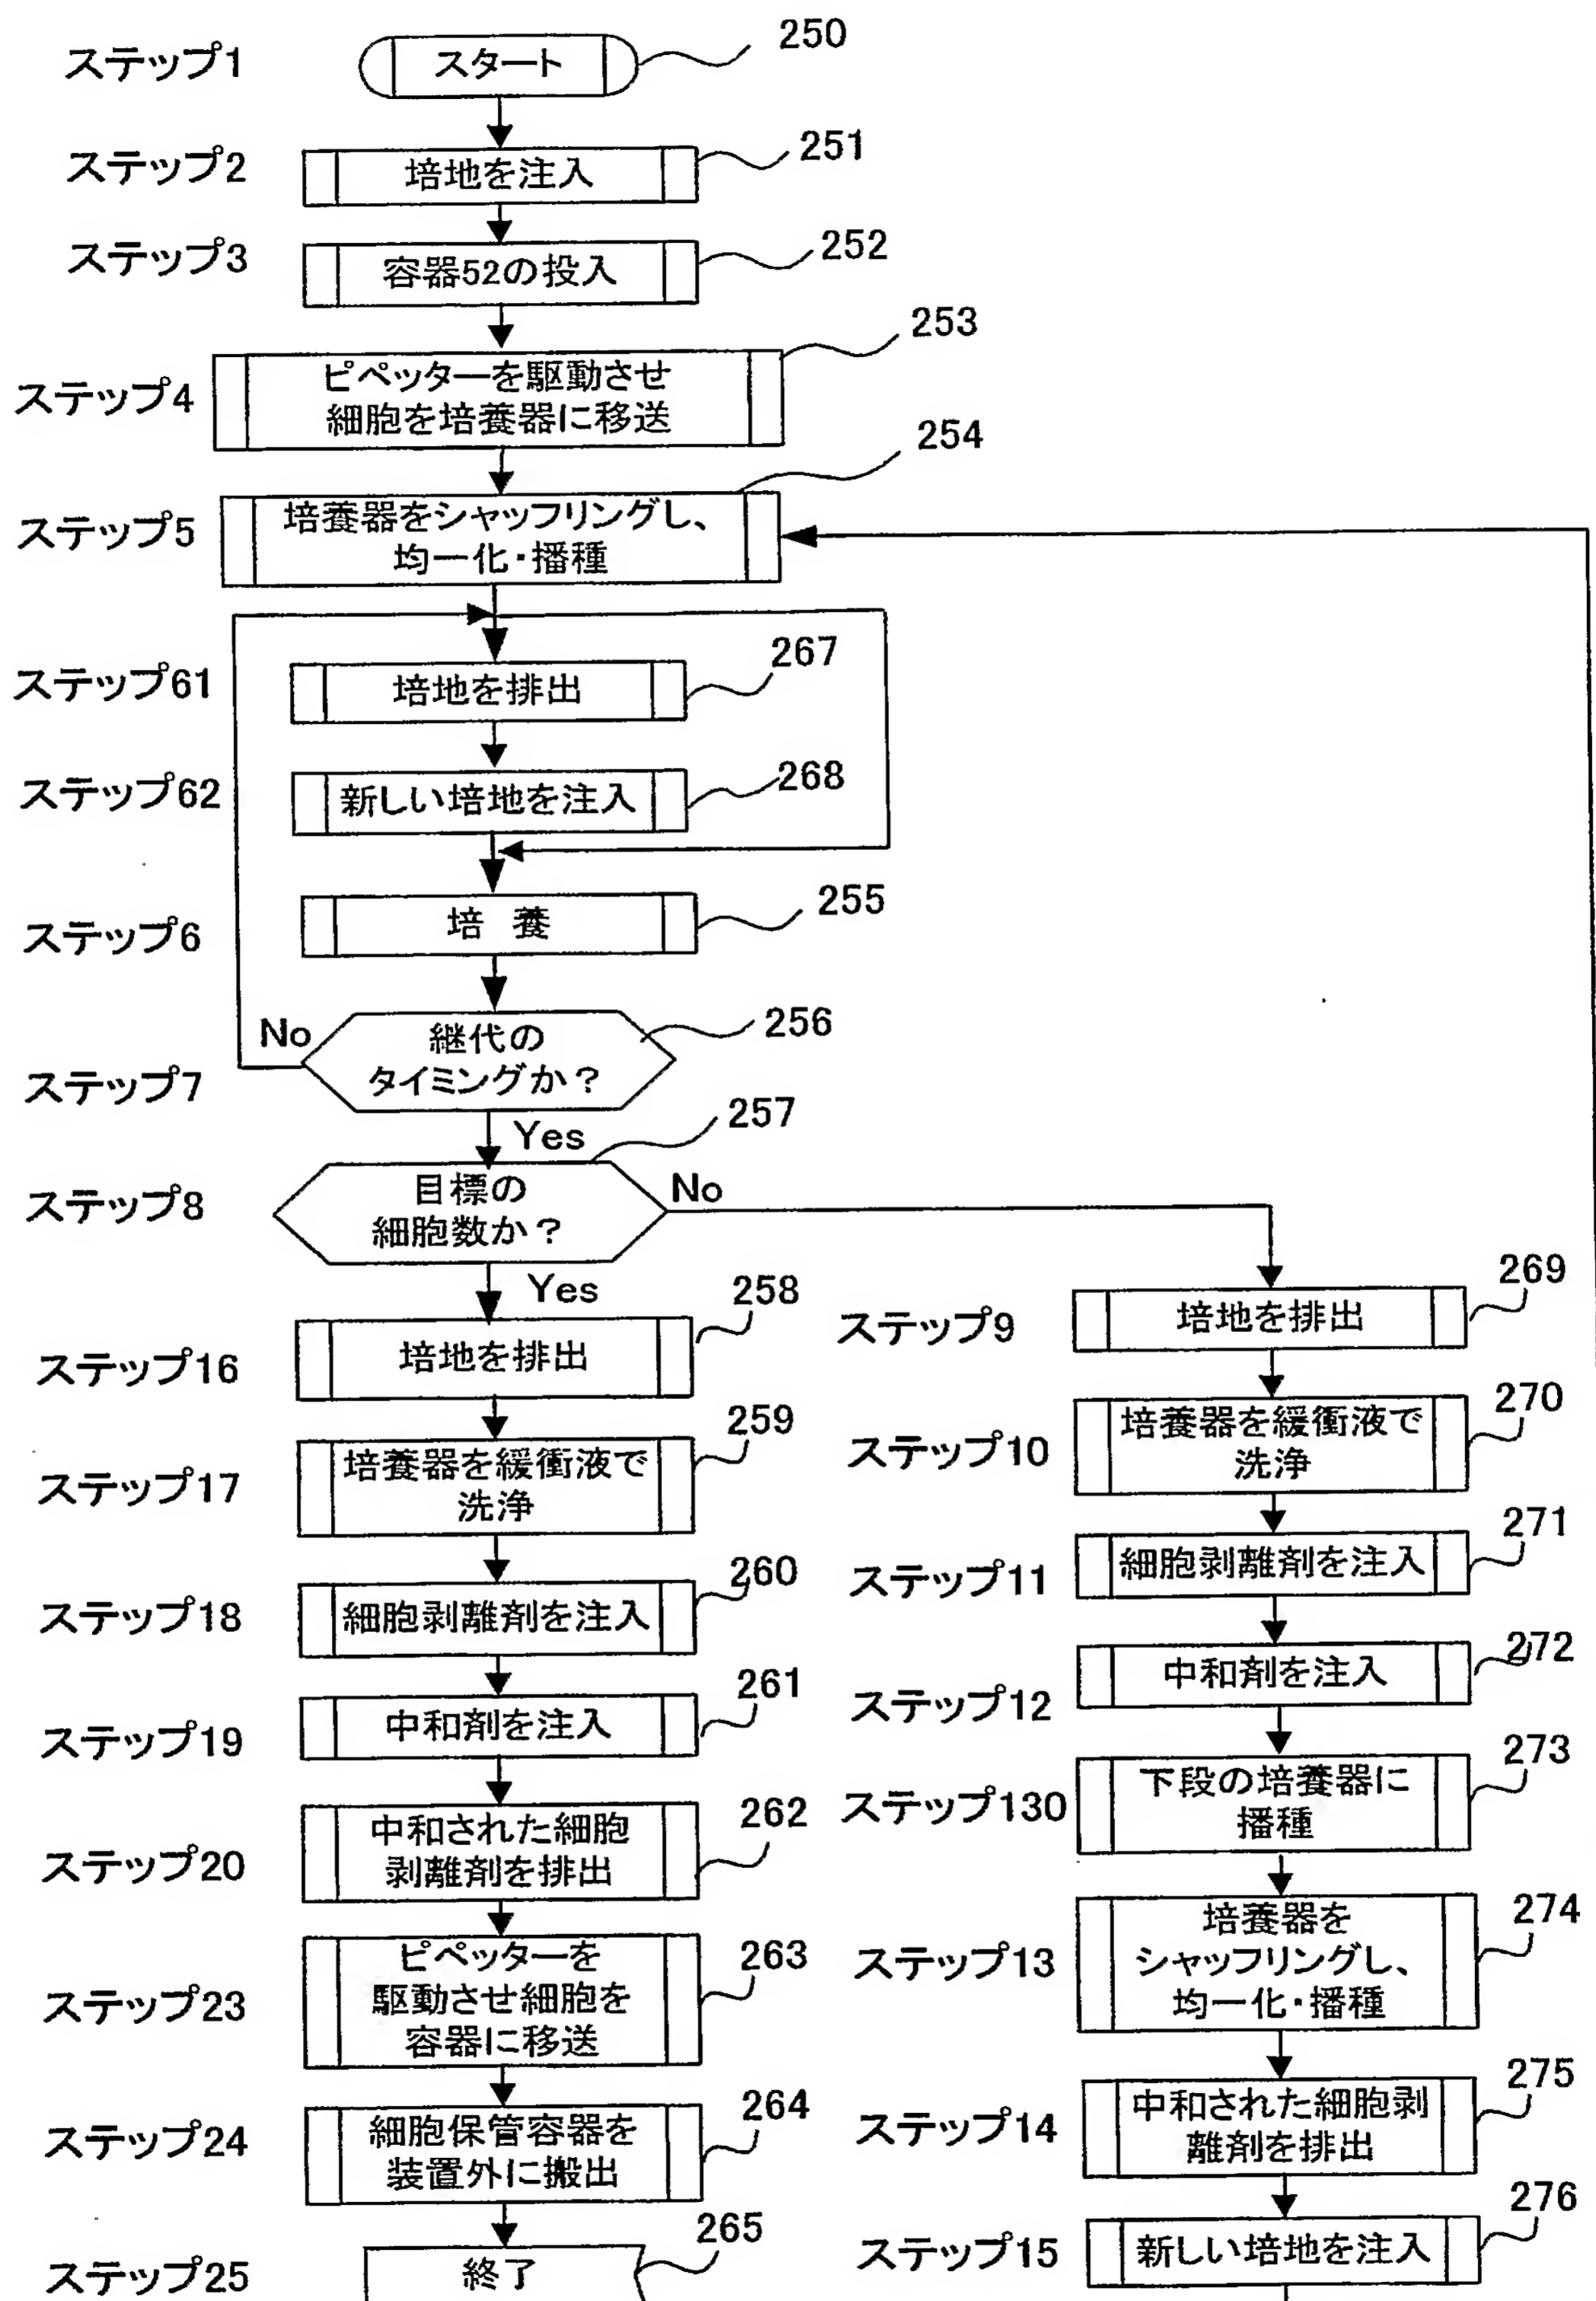 ステップ1
スタート
250
ステップ2
培地を注入
251
ステップ3
容器52の投入
252
ステップ4
ピペッターを駆動させ
細胞を培養器に移送
253
ステップ5
培養器をシャッフリングし、
均一化・播種
254
ステップ61
培地を排出
267
ステップ62
新しい培地を注入
268
ステップ6
培 養
255
ステップ7
No
継代の
タイミングか?
256
Yes
ステップ8
目標の
細胞数か?
257
No
Yes
ステップ16
培地を排出
258
ステップ17
培養器を緩衝液で
洗浄
259
ステップ18
細胞剥離剤を注入
260
ステップ19
中和剤を注入
261
ステップ20
中和された細胞
剥離剤を排出
262
ステップ23
ピペッターを
駆動させ細胞を
容器に移送
263
ステップ24
細胞保管容器を
装置外に搬出
264
ステップ25
終了
265
ステップ9
培地を排出
269
ステップ10
培養器を緩衝液で
洗浄
270
ステップ11
細胞剥離剤を注入
271
ステップ12
中和剤を注入
272
ステップ130
下段の培養器に
播種
273
ステップ13
培養器を
シャッフリングし、
均一化・播種
274
ステップ14
中和された細胞剥
離剤を排出
275
ステップ15
新しい培地を注入
276